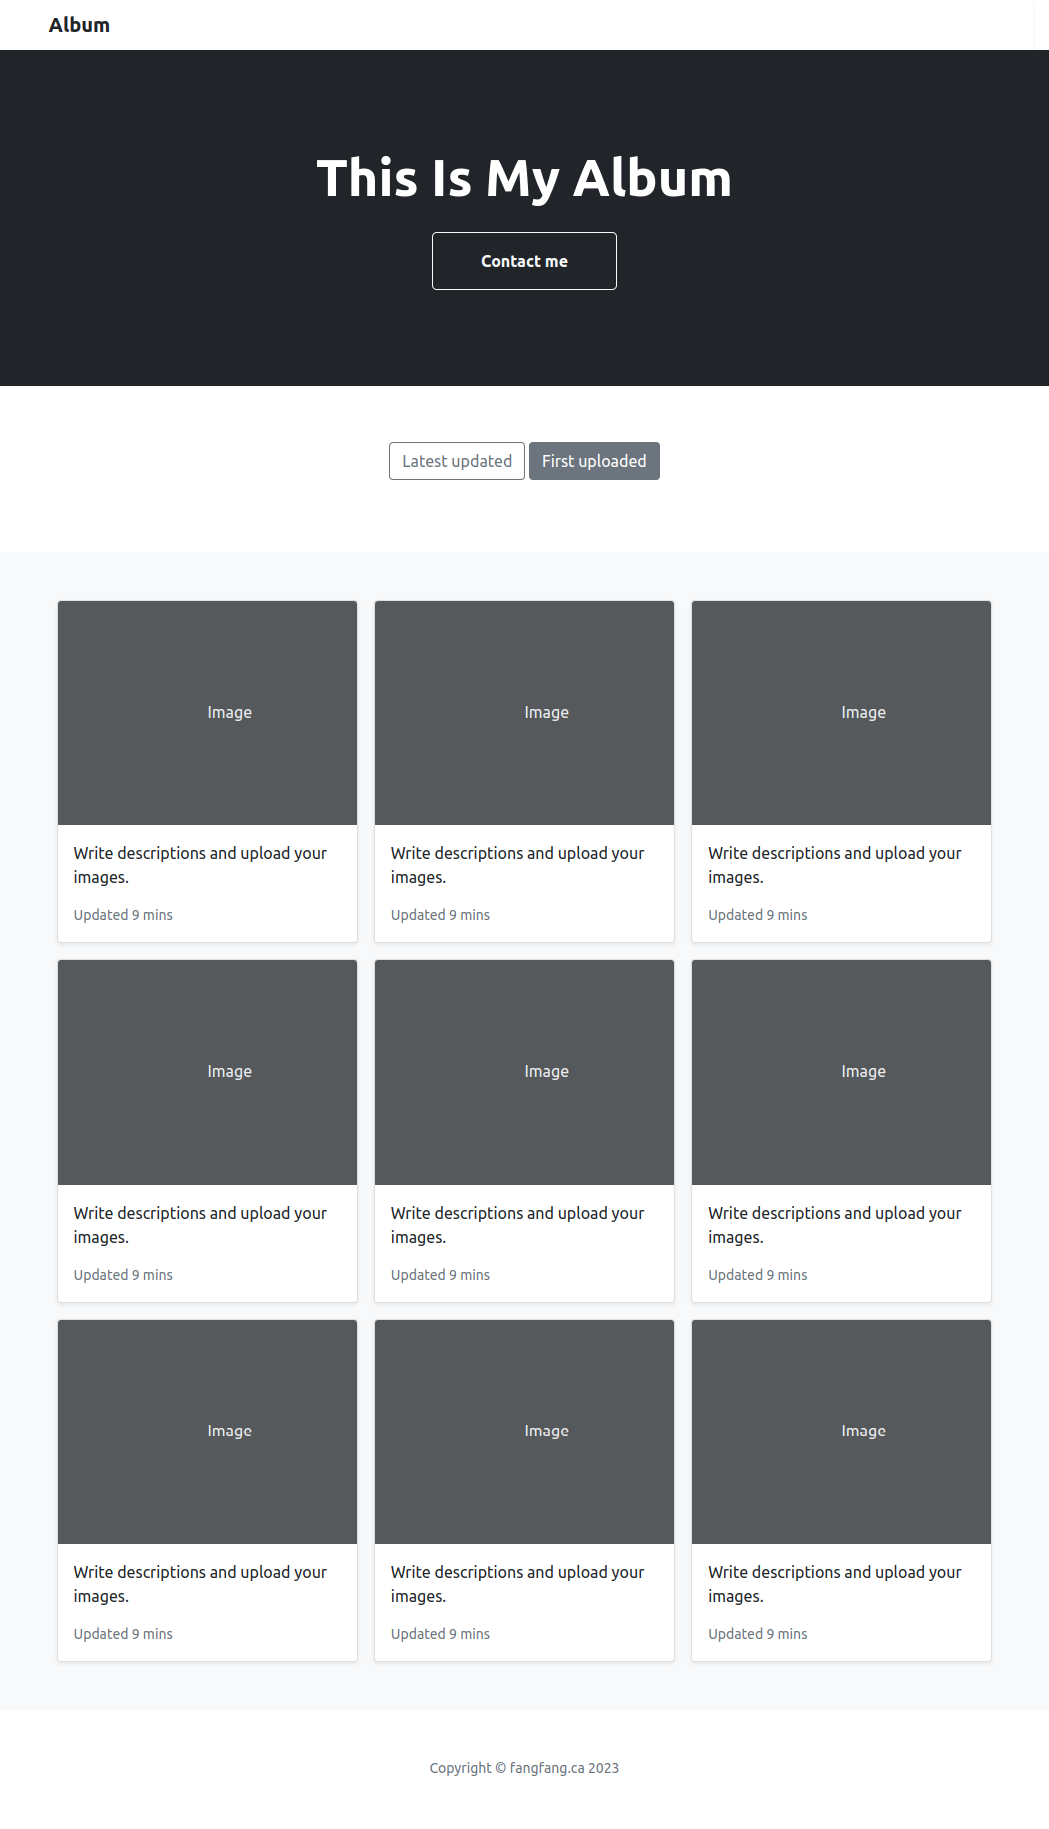 Album
This Is My Album
Contact me
Latest updated First uploaded
Image Image Image
Write descriptions and upload your
images.
Updated 9 mins
Write descriptions and upload your
images.
Updated 9 mins
Write descriptions and upload your
images.
Updated 9 mins
Image Image Image
Write descriptions and upload your
images.
Updated 9 mins
Write descriptions and upload your
images.
Updated 9 mins
Write descriptions and upload your
images.
Updated 9 mins
Image Image Image
Write descriptions and upload your
images.
Updated 9 mins
Write descriptions and upload your
images.
Updated 9 mins
Write descriptions and upload your
images.
Updated 9 mins
Copyright © fangfang.ca 2023